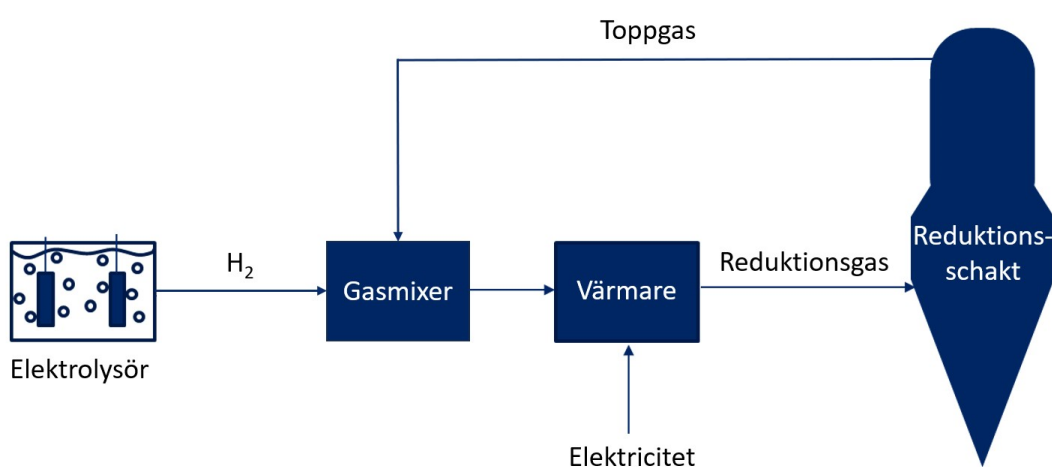 Toppgas
H₂
Elektrolysör
Gasmixer
Värmare
Reduktionsgas
Reduktions-
schakt
Elektricitet